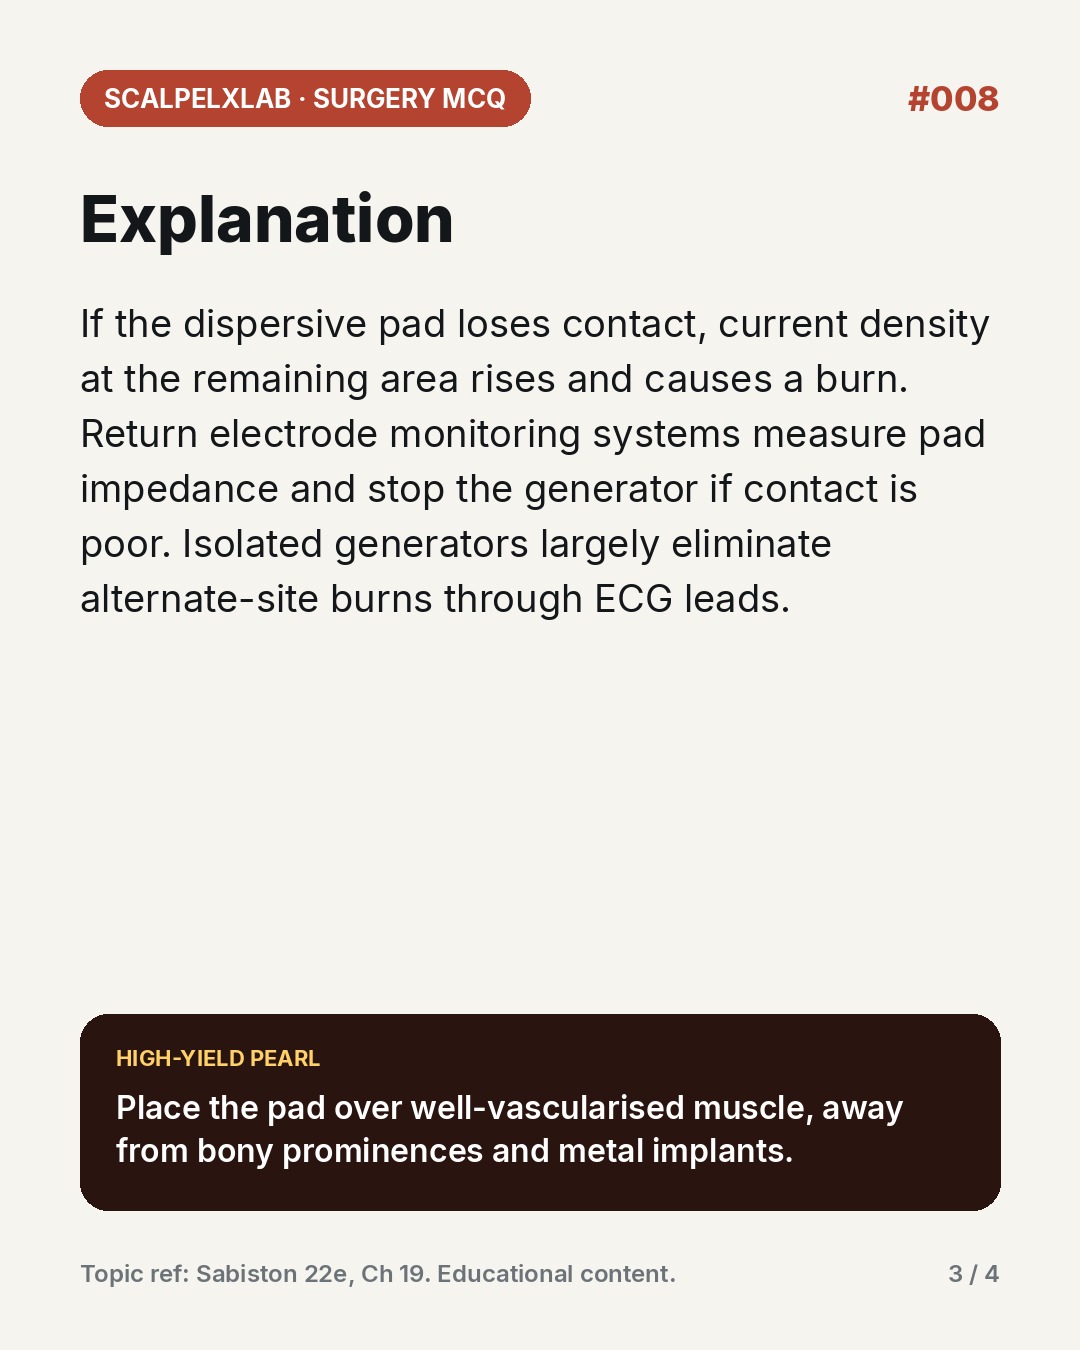 SCALPELXLAB · SURGERY MCQ
#008
Explanation
If the dispersive pad loses contact, current density
at the remaining area rises and causes a burn.
Return electrode monitoring systems measure pad
impedance and stop the generator if contact is
poor. Isolated generators largely eliminate
alternate-site burns through ECG leads.
HIGH-YIELD PEARL
Place the pad over well-vascularised muscle, away
from bony prominences and metal implants.
Topic ref: Sabiston 22e, Ch 19. Educational content.
3 / 4